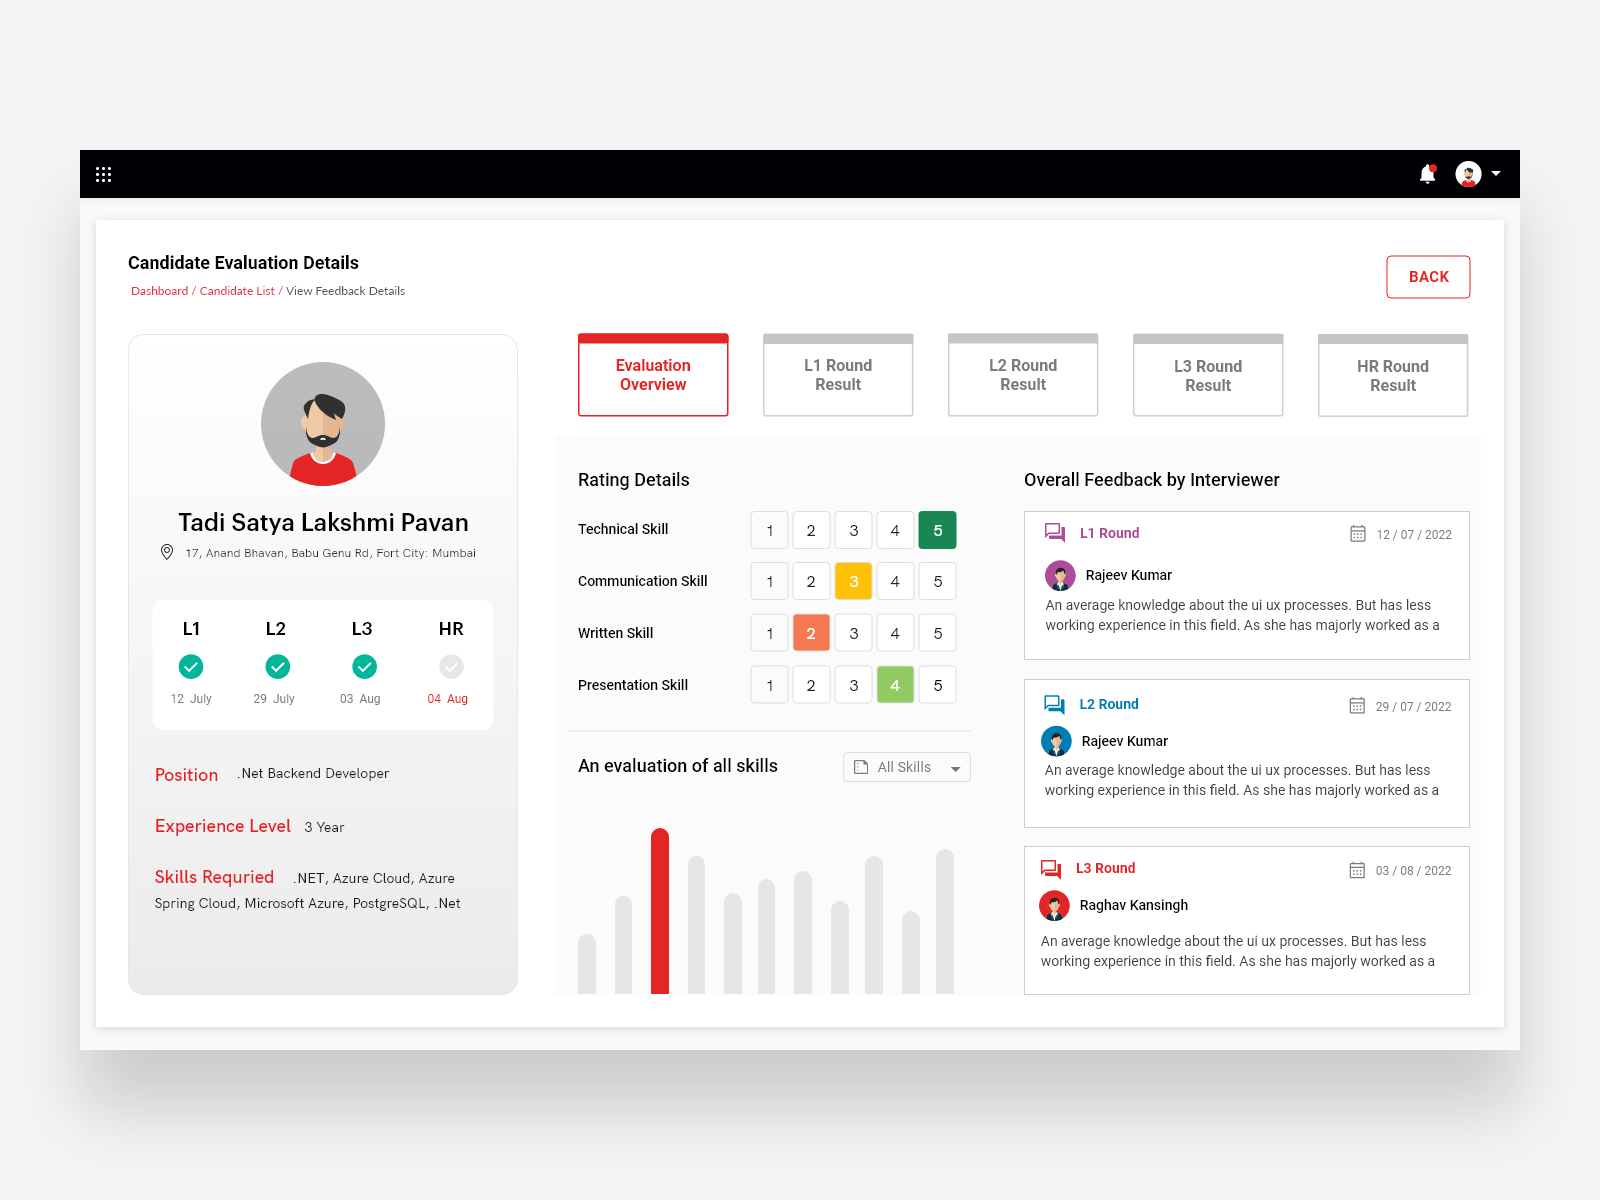 Candidate Evaluation Details
Dashboard / Candidate List / View Feedback Details
BACK
Tadi Satya Lakshmi Pavan
17, Anand Bhavan, Babu Genu Rd, Fort City: Mumbai
L1 L2 L3 HR
12 July 29 July 03 Aug 04 Aug
Position .Net Backend Developer
Experience Level 3 Year
Skills Requried .NET, Azure Cloud, Azure
Spring Cloud, Microsoft Azure, PostgreSQL, .Net
Evaluation
Overview
L1 Round
Result
L2 Round
Result
L3 Round
Result
HR Round
Result
Rating Details
Technical Skill 1 2 3 4 5
Communication Skill 1 2 3 4 5
Written Skill 1 2 3 4 5
Presentation Skill 1 2 3 4 5
An evaluation of all skills
All Skills
Overall Feedback by Interviewer
L1 Round 12 / 07 / 2022
Rajeev Kumar
An average knowledge about the ui ux processes. But has less
working experience in this field. As she has majorly worked as a
L2 Round 29 / 07 / 2022
Rajeev Kumar
An average knowledge about the ui ux processes. But has less
working experience in this field. As she has majorly worked as a
L3 Round 03 / 08 / 2022
Raghav Kansingh
An average knowledge about the ui ux processes. But has less
working experience in this field. As she has majorly worked as a